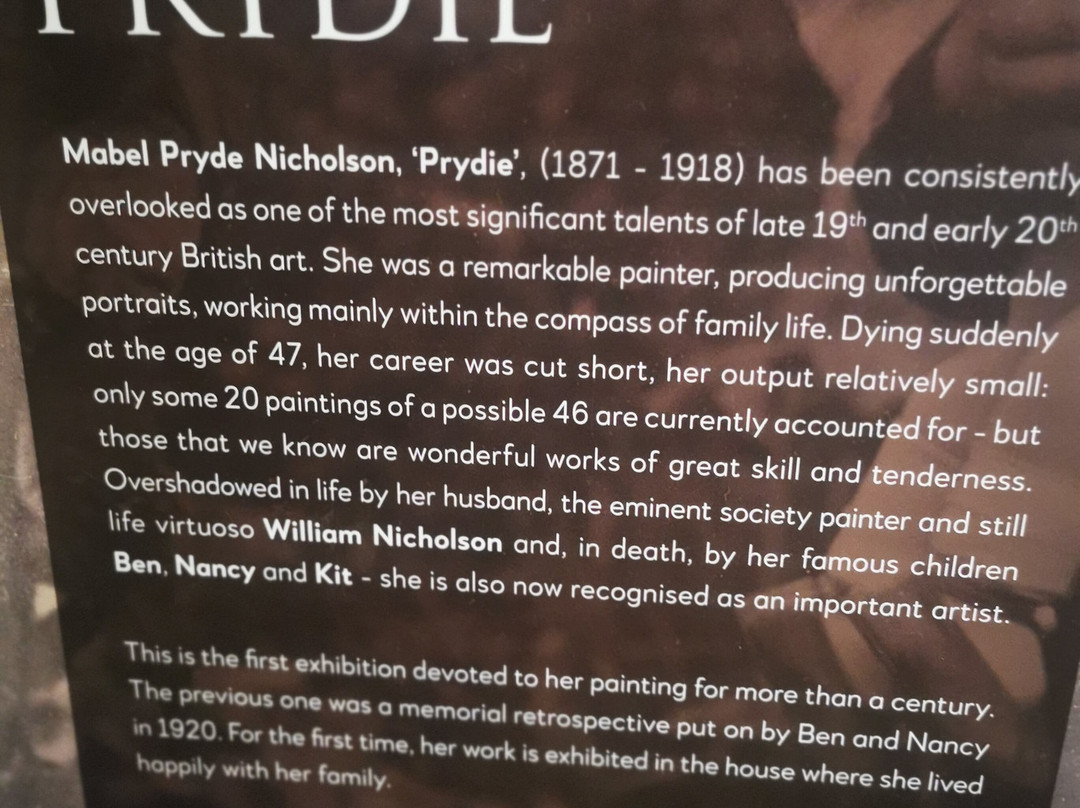 PRYDIE
Mabel Pryde Nicholson, ‘Prydie’, (1871 - 1918) has been consistently
overlooked as one of the most significant talents of late 19th and early 20th
century British art. She was a remarkable painter, producing unforgettable
portraits, working mainly within the compass of family life. Dying suddenly
at the age of 47, her career was cut short, her output relatively small:
only some 20 paintings of a possible 46 are currently accounted for - but
those that we know are wonderful works of great skill and tenderness.
Overshadowed in life by her husband, the eminent society painter and still
life virtuoso William Nicholson and, in death, by her famous children
Ben, Nancy and Kit - she is also now recognised as an important artist.
This is the first exhibition devoted to her painting for more than a century.
The previous one was a memorial retrospective put on by Ben and Nancy
in 1920. For the first time, her work is exhibited in the house where she lived
happily with her family.